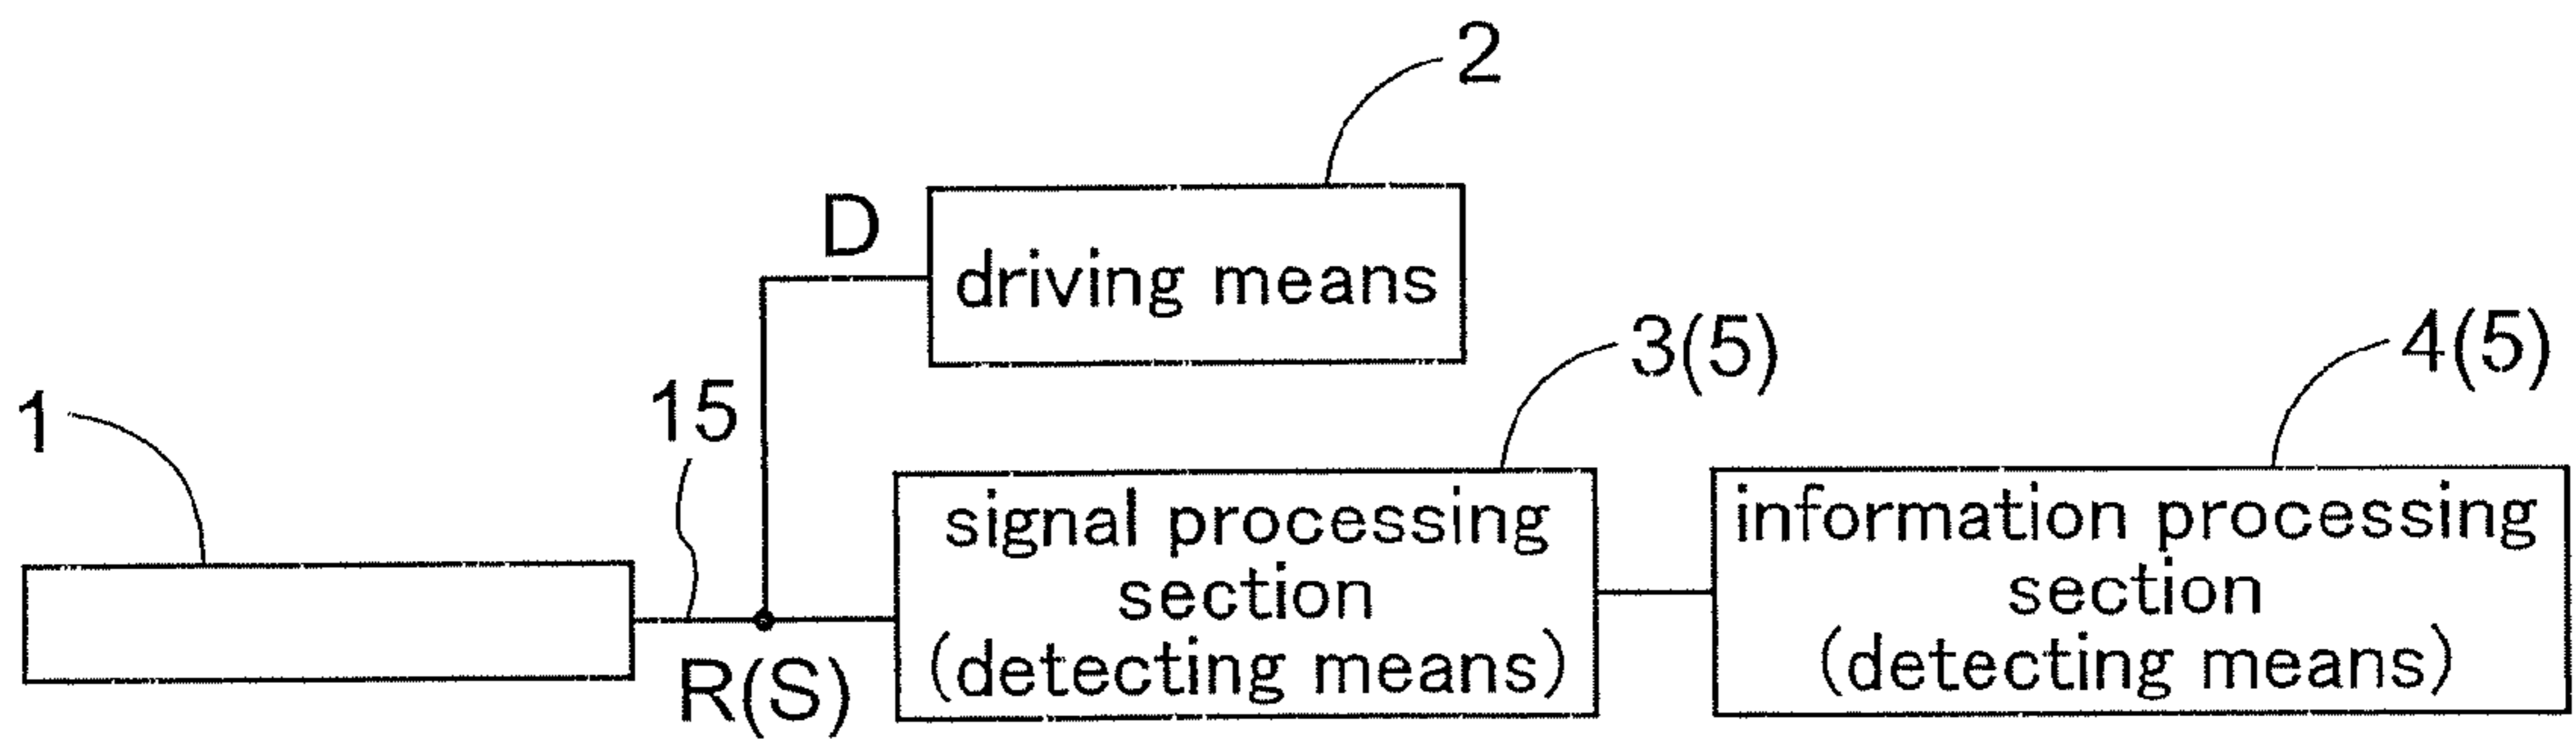 2
D
driving means
3(5)
4(5)
1
15
signal processing
section
(detecting means)
information processing
section
(detecting means)
R(S)